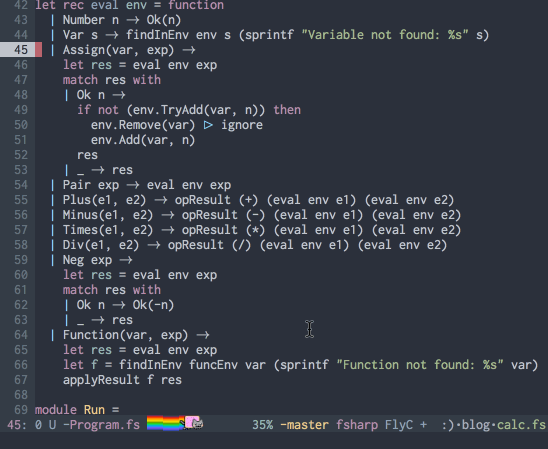 42 let rec eval env = function
43   | Number n → Ok(n)
44   | Var s → findInEnv env s (sprintf "Variable not found: %s" s)
45   | Assign(var, exp) →
46     let res = eval env exp
47     match res with
48     | Ok n →
49       if not (env.TryAdd(var, n)) then
50         env.Remove(var) ▷ ignore
51         env.Add(var, n)
52       res
53     | _ → res
54   | Pair exp → eval env exp
55   | Plus(e1, e2) → opResult (+) (eval env e1) (eval env e2)
56   | Minus(e1, e2) → opResult (-) (eval env e1) (eval env e2)
57   | Times(e1, e2) → opResult (*) (eval env e1) (eval env e2)
58   | Div(e1, e2) → opResult (/) (eval env e1) (eval env e2)
59   | Neg exp →
60     let res = eval env exp
61     match res with
62     | Ok n → Ok(-n)
63     | _ → res
64   | Function(var, exp) →
65     let res = eval env exp
66     let f = findInEnv funcEnv var (sprintf "Function not found: %s" var)
67     applyResult f res
68
69 module Run =
45: 0 U -Program.fs 35% -master fsharp FlyC + :)·blog·calc.fs